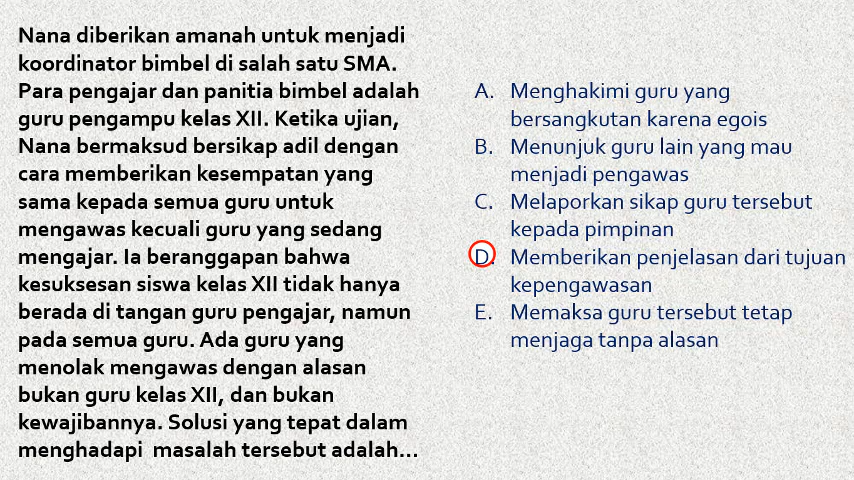 Nana diberikan amanah untuk menjadi
koordinator bimbel di salah satu SMA.
Para pengajar dan panitia bimbel adalah
guru pengampu kelas XII. Ketika ujian,
Nana bermaksud bersikap adil dengan
cara memberikan kesempatan yang
sama kepada semua guru untuk
mengawas kecuali guru yang sedang
mengajar. Ia beranggapan bahwa
kesuksesan siswa kelas XII tidak hanya
berada di tangan guru pengajar, namun
pada semua guru. Ada guru yang
menolak mengawas dengan alasan
bukan guru kelas XII, dan bukan
kewajibannya. Solusi yang tepat dalam
menghadapi masalah tersebut adalah...
A. Menghakimi guru yang
bersangkutan karena egois
B. Menunjuk guru lain yang mau
menjadi pengawas
C. Melaporkan sikap guru tersebut
kepada pimpinan
D. Memberikan penjelasan dari tujuan
kepengawasan
E. Memaksa guru tersebut tetap
menjaga tanpa alasan